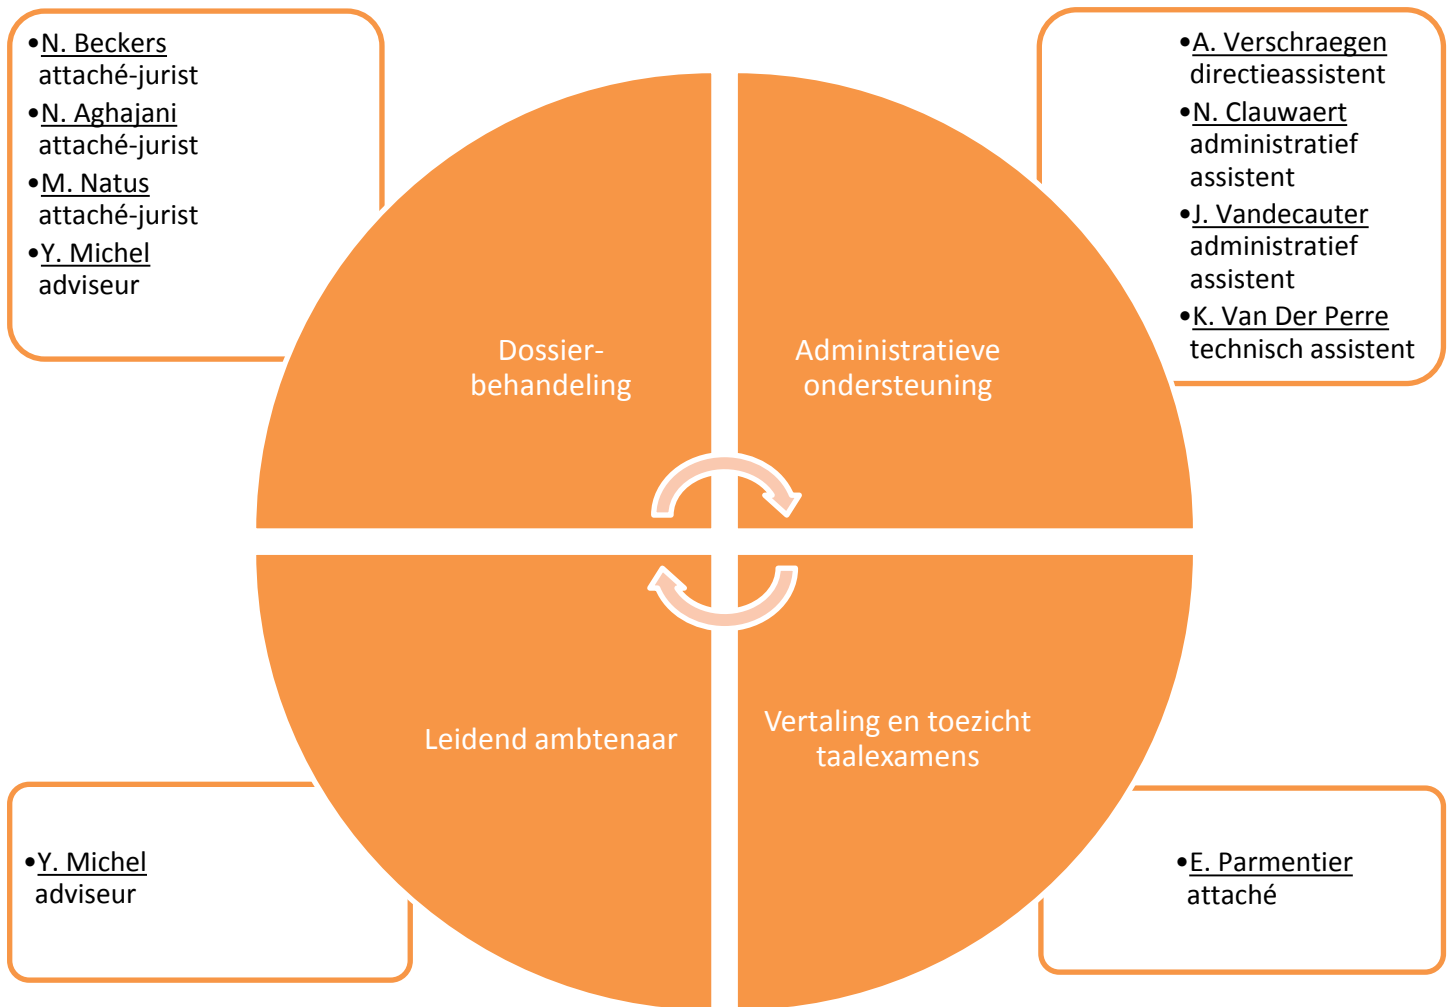 •N. Beckers
attaché-jurist
•N. Aghajani
attaché-jurist
•M. Natus
attaché-jurist
•Y. Michel
adviseur
•A. Verschraegen
directieassistent
•N. Clauwaert
administratief
assistent
•J. Vandecauter
administratief
assistent
•K. Van Der Perre
technisch assistent
Dossier-
behandeling
Administratieve
ondersteuning
Leidend ambtenaar
Vertaling en toezicht
taalexamens
•Y. Michel
adviseur
•E. Parmentier
attaché